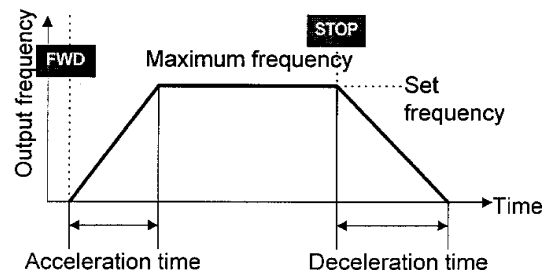 STOP
FWD
Maximum frequency
Output frequency
Set
frequency
Time
Acceleration time
Deceleration time